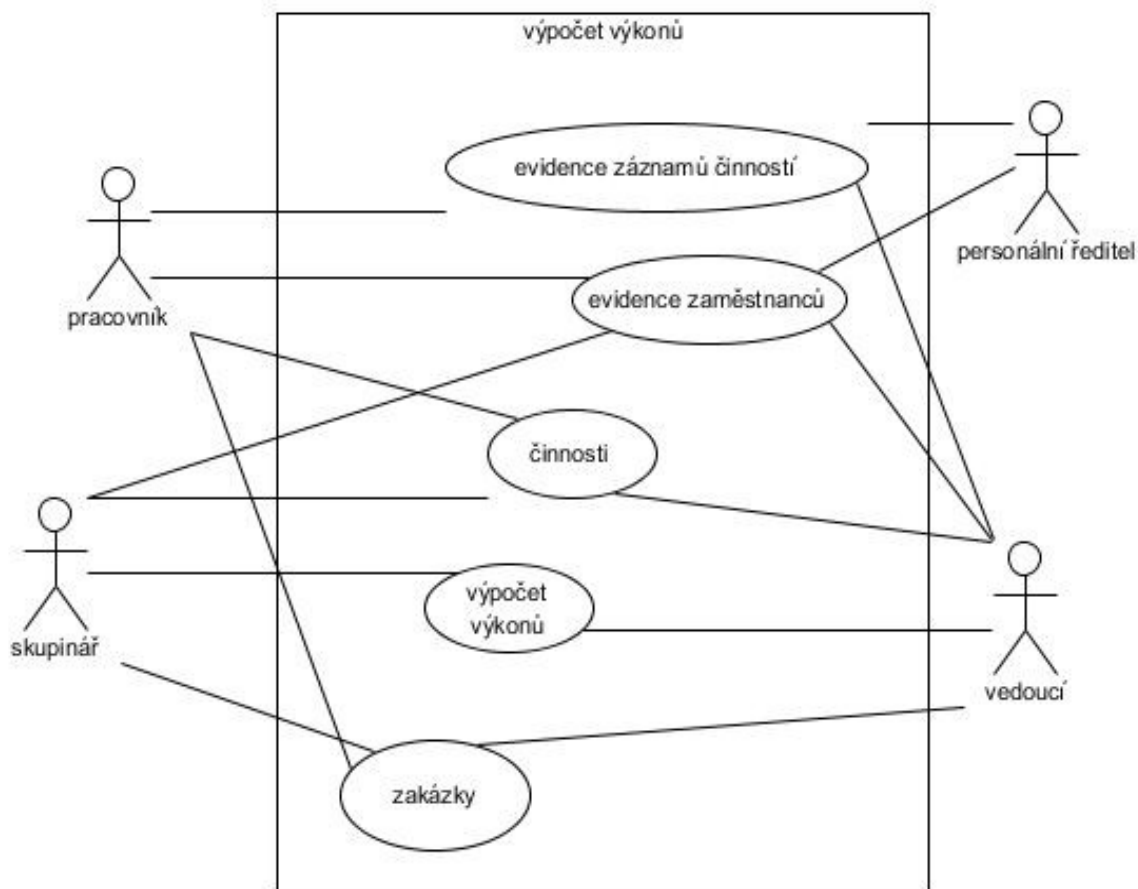 výpočet výkonů
evidence záznamů činností
personální ředitel
evidence zaměstnanců
pracovník
činnosti
výpočet
výkonů
skupinář
vedoucí
zakázky